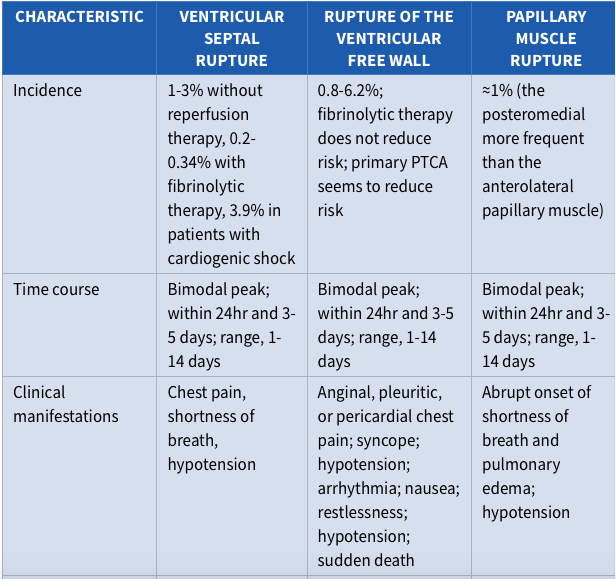 CHARACTERISTIC
VENTRICULAR
SEPTAL
RUPTURE
RUPTURE OF THE
VENTRICULAR
FREE WALL
PAPILLARY
MUSCLE
RUPTURE
Incidence
1-3% without
reperfusion
therapy, 0.2-
0.34% with
fibrinolytic
therapy, 3.9% in
patients with
cardiogenic shock
0.8-6.2%;
fibrinolytic therapy
does not reduce
risk; primary PTCA
seems to reduce
risk
≈1% (the
posteromedial
more frequent
than the
anterolateral
papillary muscle)
Time course
Bimodal peak;
within 24hr and 3-
5 days; range, 1-
14 days
Bimodal peak;
within 24hr and 3-5
days; range, 1-14
days
Bimodal peak;
within 24hr and 3-
5 days; range, 1-
14 days
Clinical
manifestations
Chest pain,
shortness of
breath,
hypotension
Anginal, pleuritic,
or pericardial chest
pain; syncope;
hypotension;
arrhythmia; nausea;
restlessness;
hypotension;
sudden death
Abrupt onset of
shortness of
breath and
pulmonary
edema;
hypotension